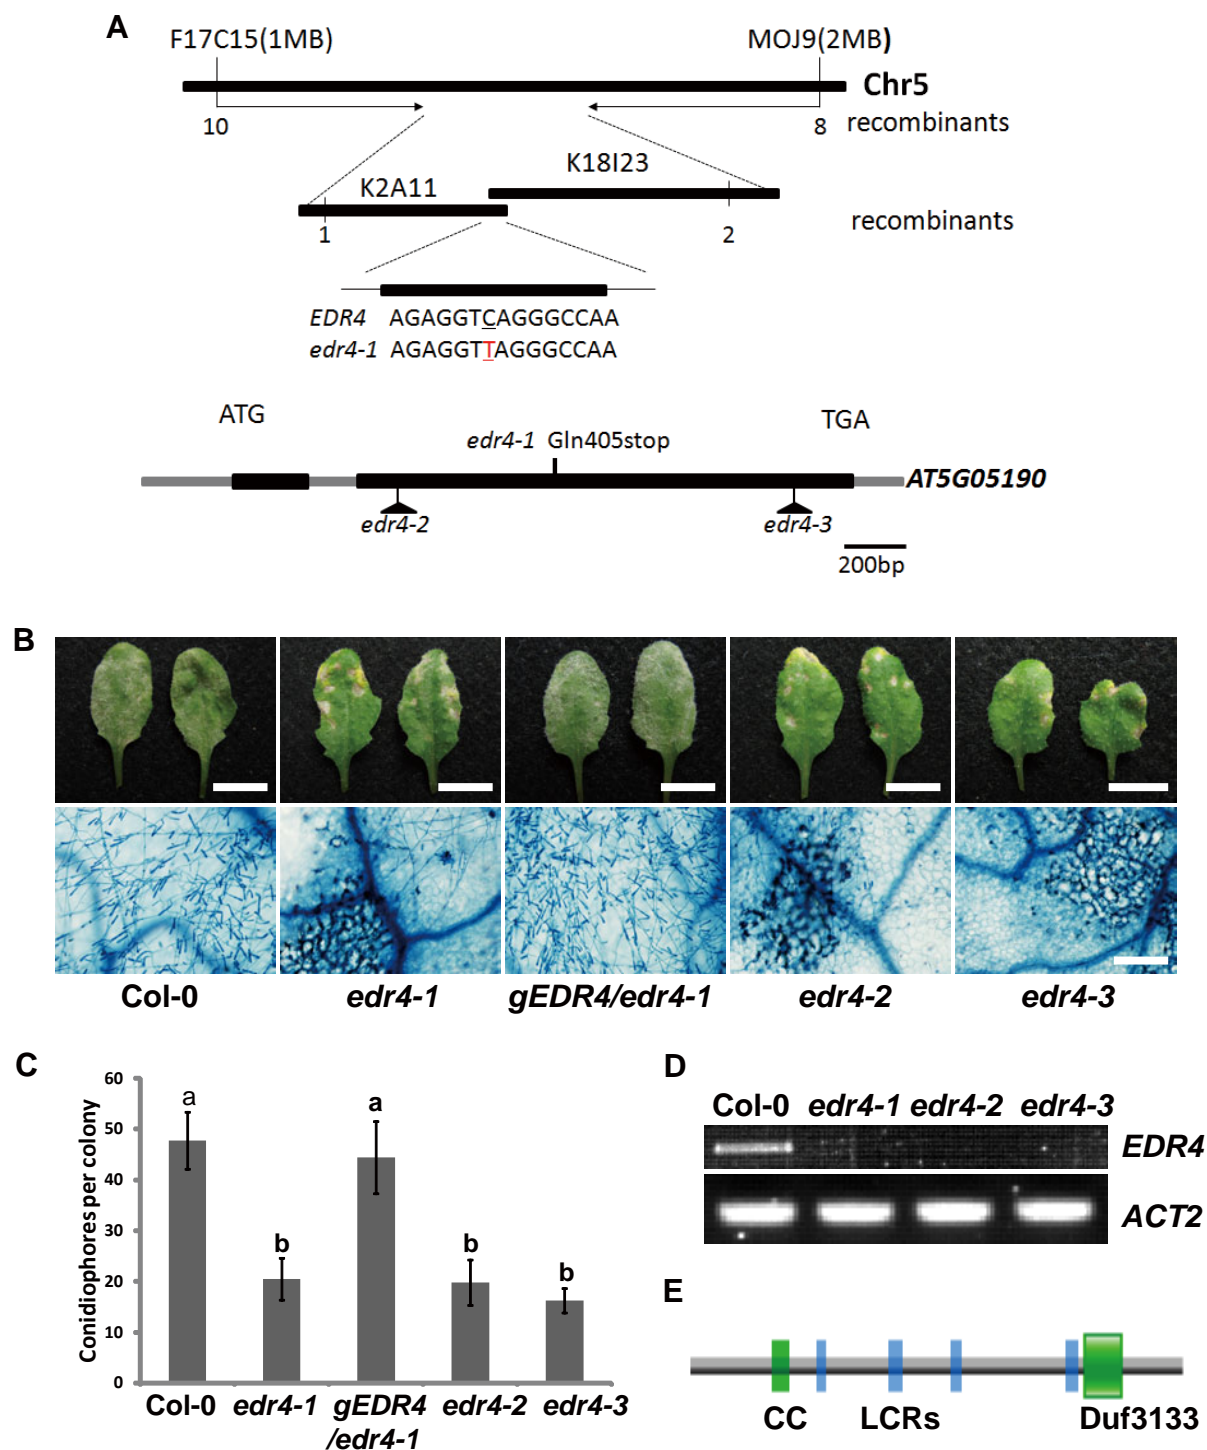 A
F17C15(1MB)
MOJ9(2MB)
Chr5
10
8 recombinants
K18I23
K2A11
1
2
recombinants
EDR4 AGAGGTCAGGGCCAA
edr4-1 AGAGGTTAGGGCCAA
ATG
TGA
edr4-1 Gln405stop
AT5G05190
edr4-2
edr4-3
200bp
B
Col-0
edr4-1
gEDR4/edr4-1
edr4-2
edr4-3
C
Conidiophores per colony
60
50
40
30
20
10
0
a
b
a
b
b
Col-0
edr4-1
gEDR4
/edr4-1
edr4-2
edr4-3
D
Col-0 edr4-1 edr4-2 edr4-3
EDR4
ACT2
E
CC
LCRs
Duf3133